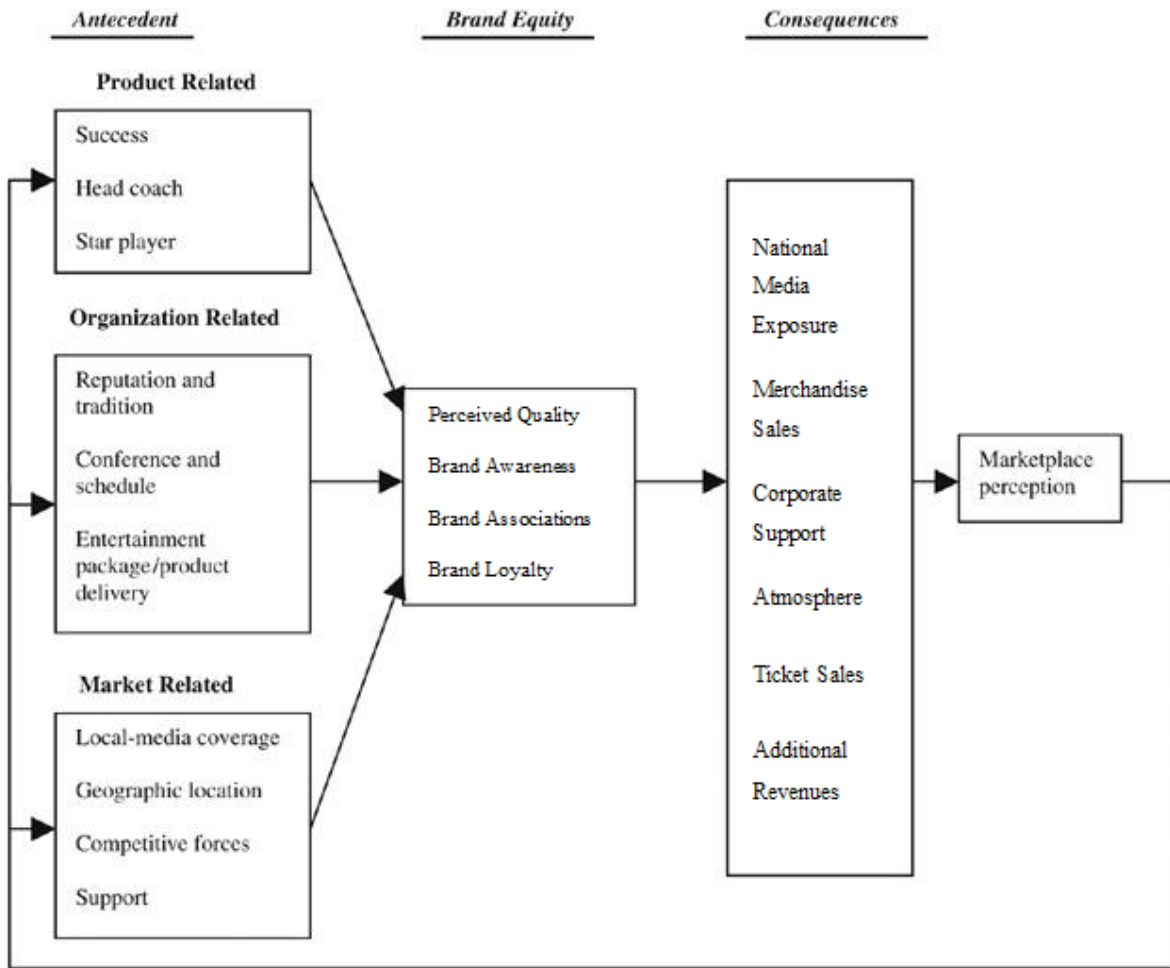 Antecedent
Brand Equity
Consequences
Product Related
Success
Head coach
Star player
Organization Related
Reputation and
tradition
Conference and
schedule
Entertainment
package/product
delivery
Market Related
Local-media coverage
Geographic location
Competitive forces
Support
Perceived Quality
Brand Awareness
Brand Associations
Brand Loyalty
National
Media
Exposure
Merchandise
Sales
Corporate
Support
Atmosphere
Ticket Sales
Additional
Revenues
Marketplace
perception